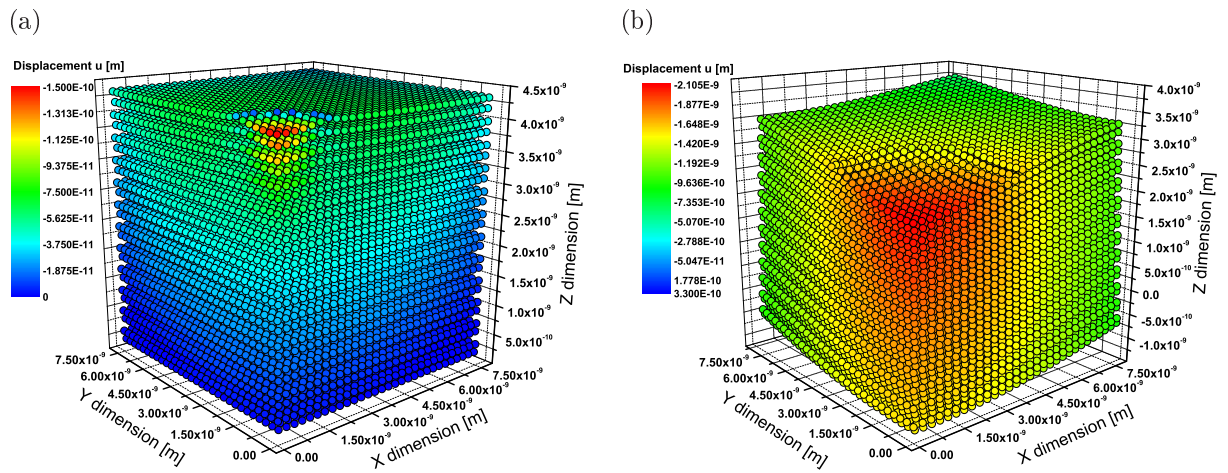 (a)
Displacement u [m]
-1.500E-10
-1.313E-10
-1.125E-10
-9.375E-11
-7.500E-11
-5.625E-11
-3.750E-11
-1.875E-11
0
4.5x10⁻⁹
4.0x10⁻⁹
3.5x10⁻⁹
3.0x10⁻⁹
2.5x10⁻⁹
2.0x10⁻⁹
1.5x10⁻⁹
1.0x10⁻⁹
5.0x10⁻¹⁰
Z dimension [m]
7.50x10⁻⁹
6.00x10⁻⁹
4.50x10⁻⁹
3.00x10⁻⁹
1.50x10⁻⁹
0.00
Y dimension [m]
0.00
1.50x10⁻⁹
3.00x10⁻⁹
4.50x10⁻⁹
6.00x10⁻⁹
7.50x10⁻⁹
X dimension [m]
(b)
Displacement u [m]
-2.105E-9
-1.877E-9
-1.648E-9
-1.420E-9
-9.636E-10
-7.353E-10
-5.070E-10
-2.788E-10
-5.047E-11
1.778E-10
3.300E-10
4.0x10⁻⁹
3.5x10⁻⁹
3.0x10⁻⁹
2.5x10⁻⁹
2.0x10⁻⁹
1.5x10⁻⁹
1.0x10⁻⁹
5.0x10⁻¹⁰
0.0
-5.0x10⁻¹⁰
-1.0x10⁻⁹
Z dimension [m]
7.50x10⁻⁹
6.00x10⁻⁹
4.50x10⁻⁹
3.00x10⁻⁹
1.50x10⁻⁹
0.00
Y dimension [m]
0.00
1.50x10⁻⁹
3.00x10⁻⁹
4.50x10⁻⁹
6.00x10⁻⁹
7.50x10⁻⁹
X dimension [m]